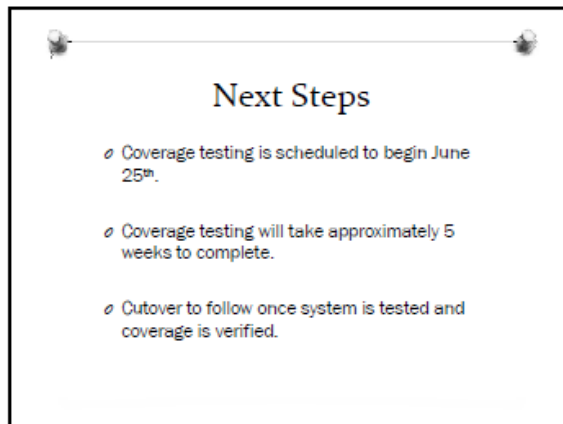 Next Steps
o Coverage testing is scheduled to begin June
25th.
o Coverage testing will take approximately 5
weeks to complete.
o Cutover to follow once system is tested and
coverage is verified.